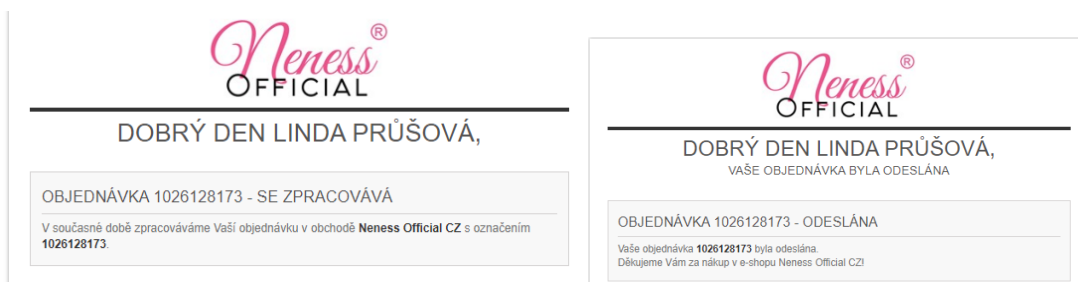 Neness®
OFFICIAL
DOBRÝ DEN LINDA PRŮŠOVÁ,
OBJEDNÁVKA 1026128173 - SE ZPRACOVÁVÁ
V současné době zpracováváme Vaší objednávku v obchodě Neness Official CZ s označením
1026128173.
Neness®
OFFICIAL
DOBRÝ DEN LINDA PRŮŠOVÁ,
VAŠE OBJEDNÁVKA BYLA ODESLÁNA
OBJEDNÁVKA 1026128173 - ODESLÁNA
Vaše objednávka 1026128173 byla odeslána.
Děkujeme Vám za nákup v e-shopu Neness Official CZ!